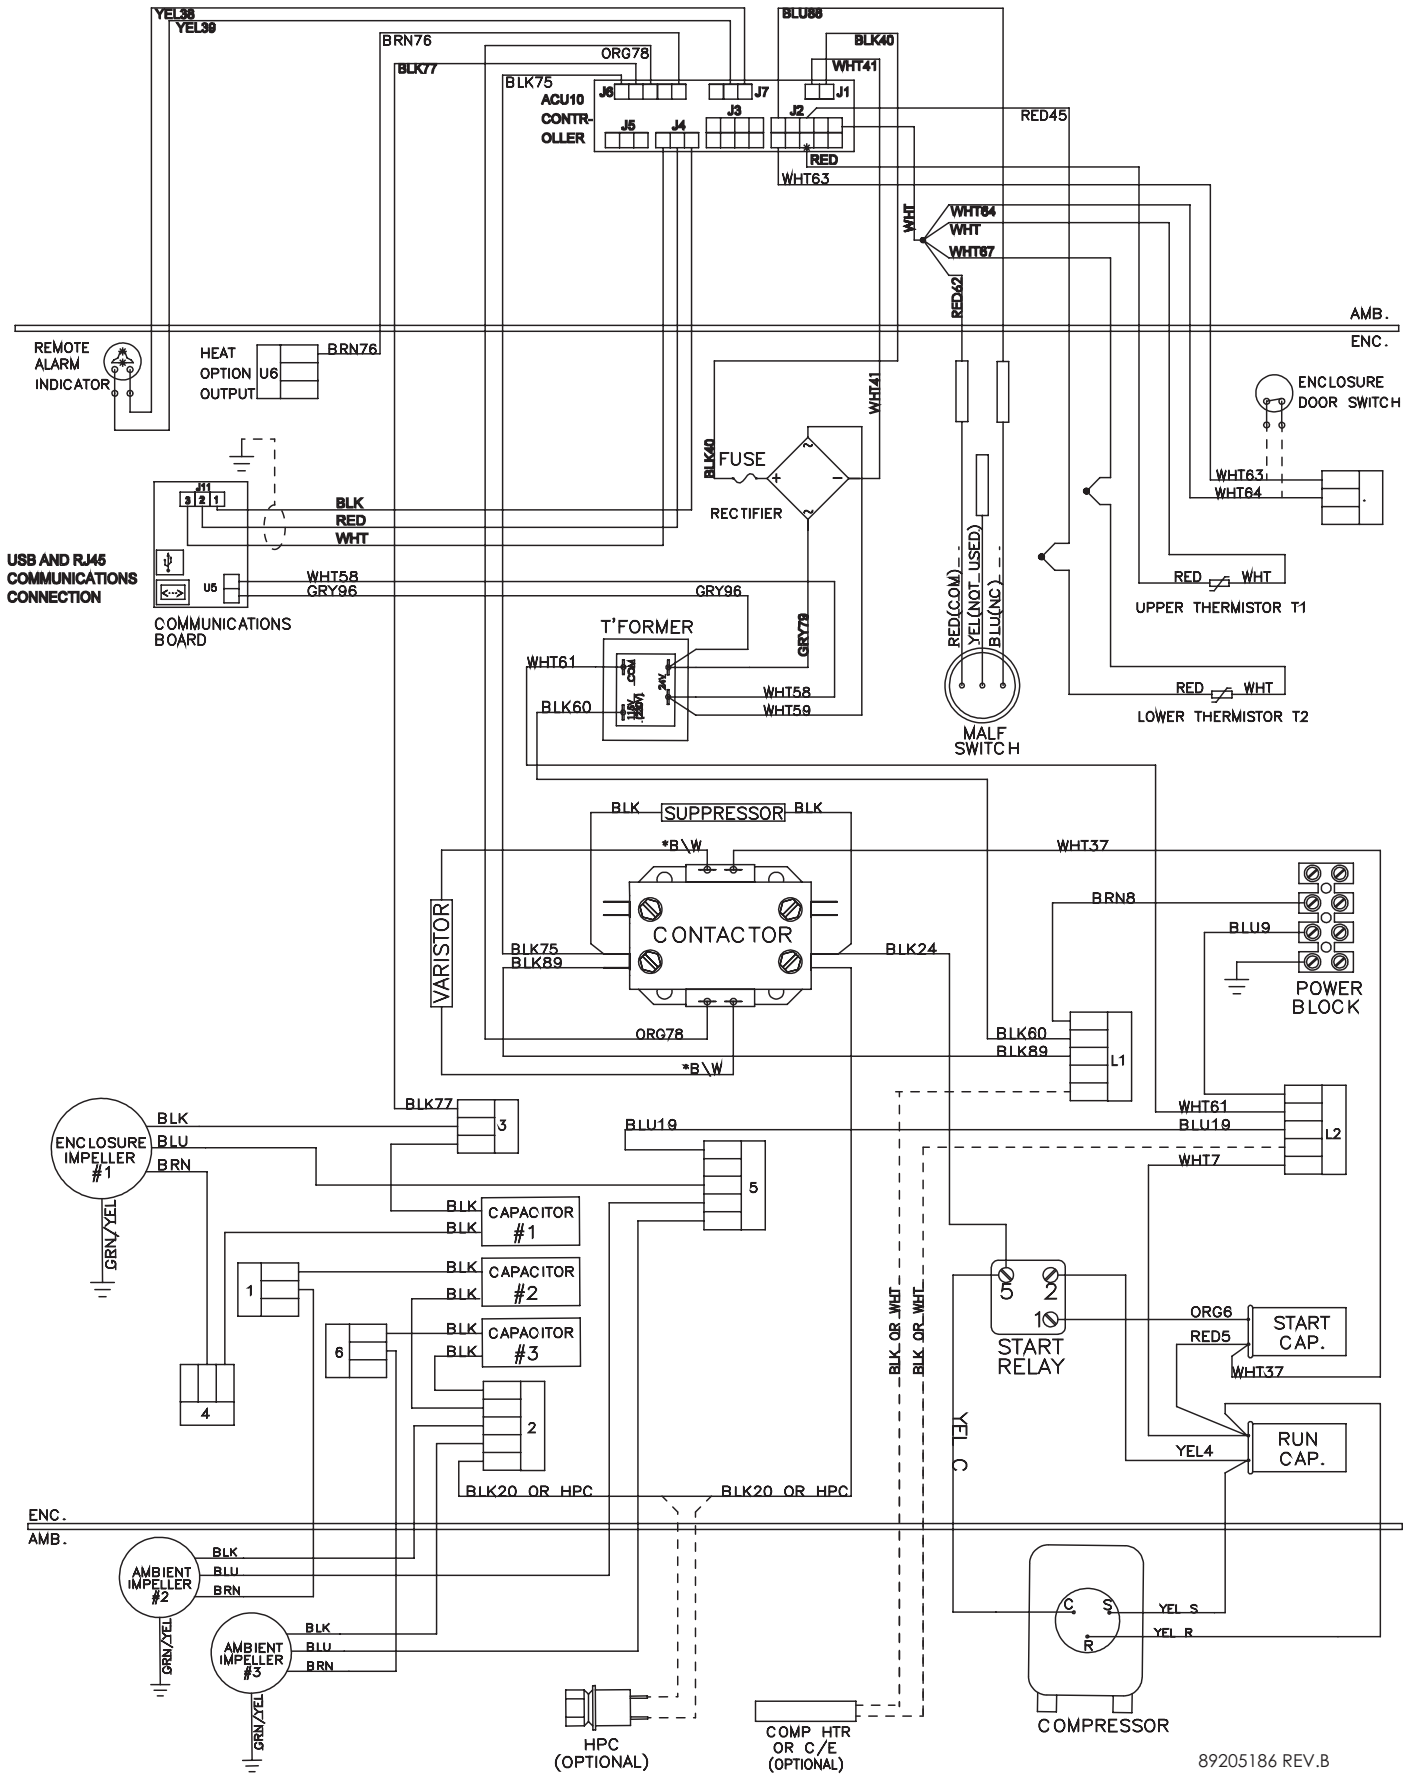 YEL38
YEL39
BRN76
ORG78
BLK77
BLK75
BLU88
BLK40
WHT41
J6
J7
J1
ACU10
CONTR-
OLLER
J5
J4
J3
J2
RED45
RED
WHT63
WHT
WHT64
WHT
WHT67
RED62
AMB.
ENC.
REMOTE
ALARM
INDICATOR
HEAT
OPTION
OUTPUT
U6
BRN76
ENCLOSURE
DOOR SWITCH
WHT41
BLK40
FUSE
RECTIFIER
+
~
-
~
WHT63
WHT64
J11
3 2 1
BLK
RED
WHT
USB AND RJ45
COMMUNICATIONS
CONNECTION
U5
<-->
WHT58
GRY96
GRY96
COMMUNICATIONS
BOARD
T'FORMER
GRY79
WHT61
COM
24V
115V
[230V]
BLK60
WHT58
WHT59
RED(COM)
YEL(NOT USED)
BLU(NC)
MALF
SWITCH
RED
WHT
UPPER THERMISTOR T1
RED
WHT
LOWER THERMISTOR T2
BLK
SUPPRESSOR
BLK
*B\W
WHT37
VARISTOR
CONTACTOR
BLK75
BLK89
BLK24
ORG78
*B\W
BRN8
BLU9
POWER
BLOCK
BLK60
BLK89
L1
BLK77
3
BLK
BLU
BRN
ENCLOSURE
IMPELLER
#1
GRN/YEL
BLU19
5
WHT61
BLU19
WHT7
L2
BLK
BLK
CAPACITOR
#1
1
BLK
BLK
CAPACITOR
#2
6
BLK
BLK
CAPACITOR
#3
4
2
BLK20 OR HPC
BLK20 OR HPC
BLK OR WHT
BLK OR WHT
5
2
1
START
RELAY
ORG6
RED5
START
CAP.
WHT37
YEL C
YEL4
RUN
CAP.
ENC.
AMB.
AMBIENT
IMPELLER
#2
BLK
BLU
BRN
GRN/YEL
AMBIENT
IMPELLER
#3
BLK
BLU
BRN
GRN/YEL
HPC
(OPTIONAL)
COMP HTR
OR C/E
(OPTIONAL)
C
S
R
YEL S
YEL R
COMPRESSOR
89205186 REV.B